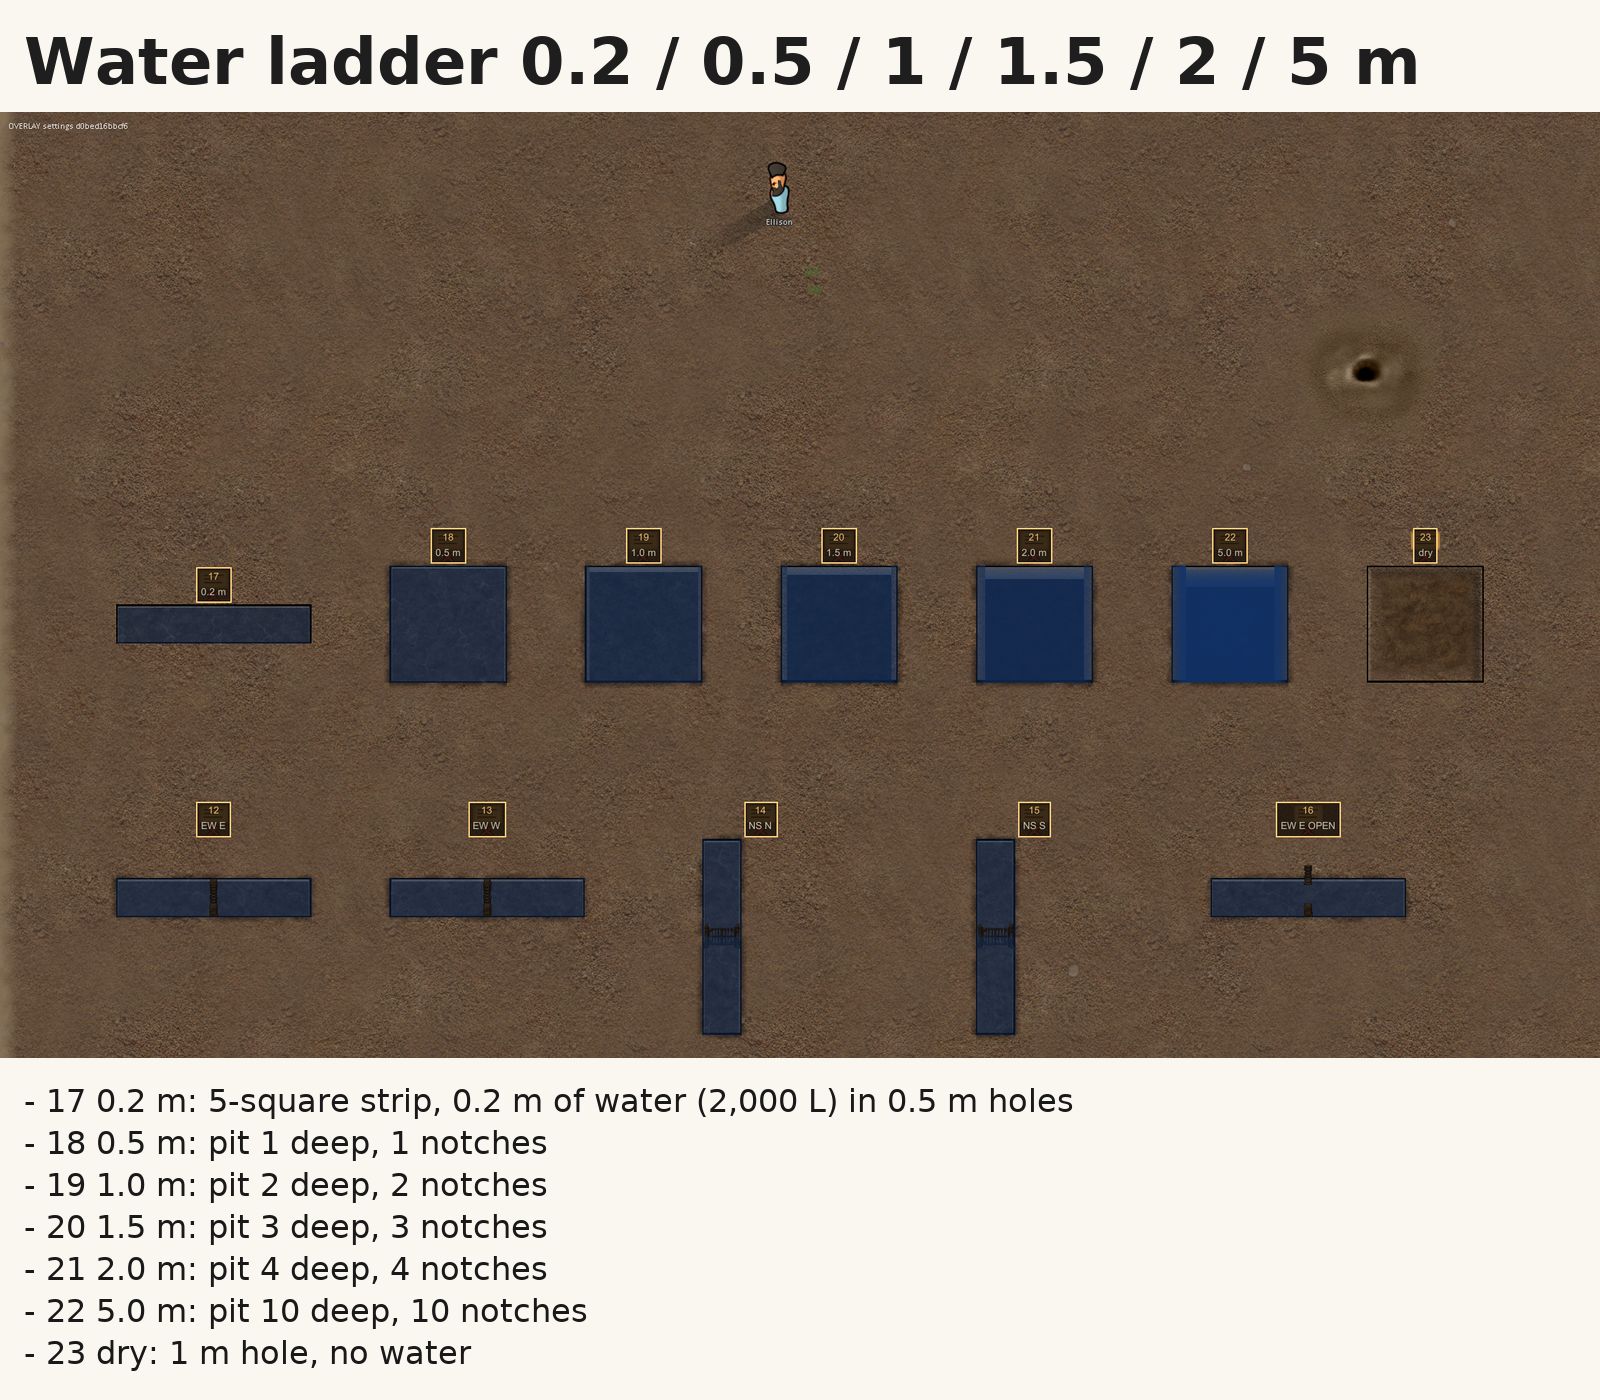 Water ladder 0.2 / 0.5 / 1 / 1.5 / 2 / 5 m
OVERLAY settings d0bed16bbcf6
Ellison
18
0.5 m
19
1.0 m
20
1.5 m
21
2.0 m
22
5.0 m
23
dry
17
0.2 m
12
EW E
13
EW W
14
NS N
15
NS S
16
EW E OPEN
- 17 0.2 m: 5-square strip, 0.2 m of water (2,000 L) in 0.5 m holes
- 18 0.5 m: pit 1 deep, 1 notches
- 19 1.0 m: pit 2 deep, 2 notches
- 20 1.5 m: pit 3 deep, 3 notches
- 21 2.0 m: pit 4 deep, 4 notches
- 22 5.0 m: pit 10 deep, 10 notches
- 23 dry: 1 m hole, no water